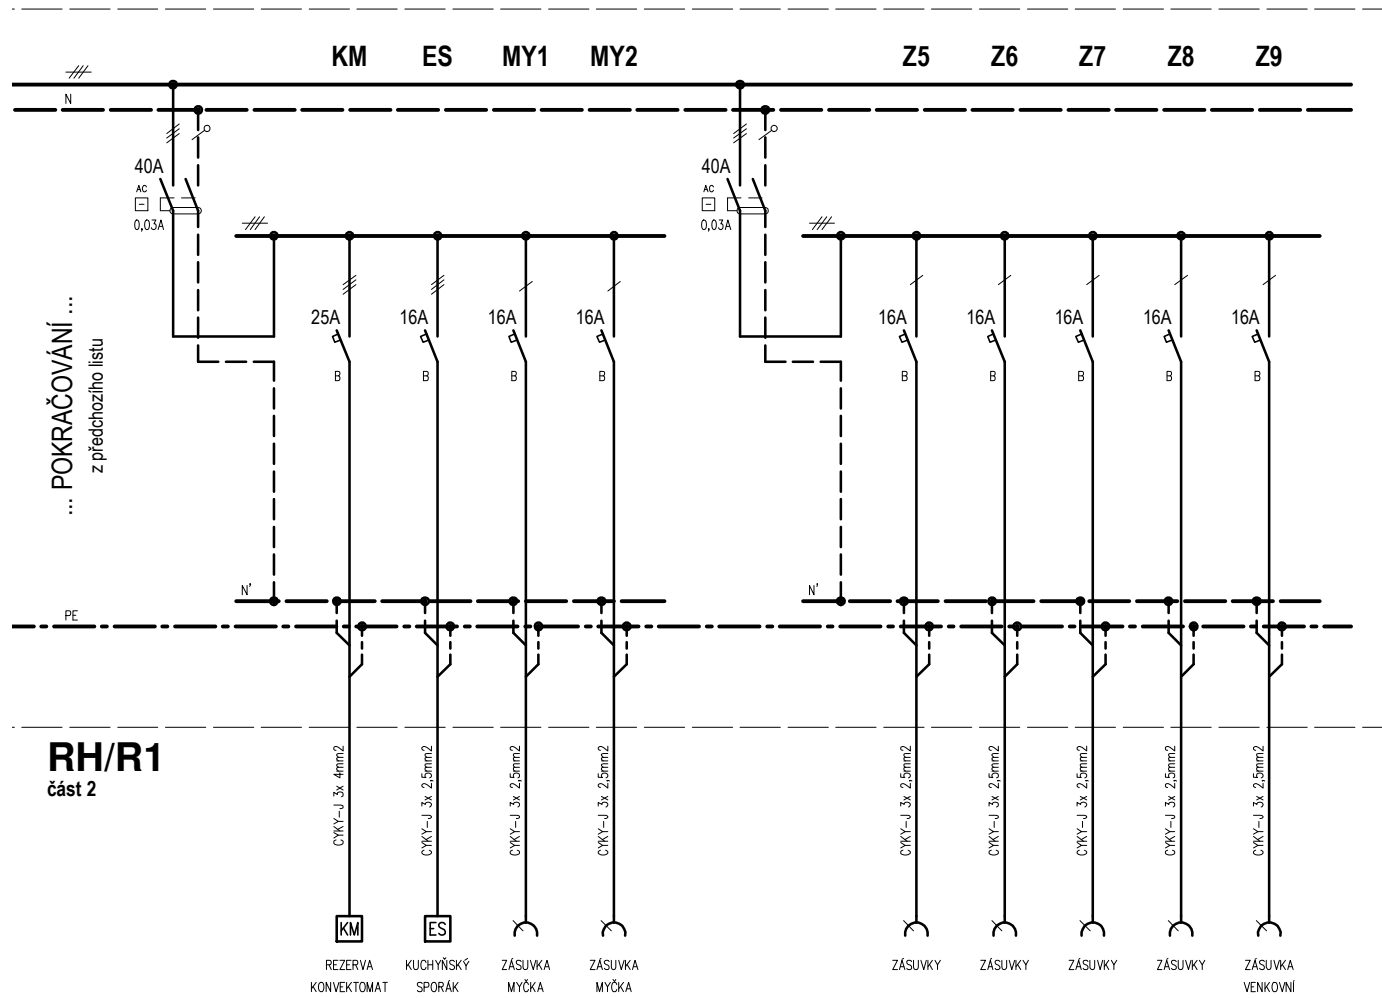 KM ES MY1 MY2 Z5 Z6 Z7 Z8 Z9
N
40A 40A
AC AC
0,03A 0,03A
25A 16A 16A 16A 16A 16A 16A 16A 16A
B B B B B B B B B
... POKRAČOVÁNÍ ...
z předchozího listu
N' N'
PE
RH/R1
část 2
CYKY-J 3x 4mm2
CYKY-J 3x 2,5mm2
CYKY-J 3x 2,5mm2
CYKY-J 3x 2,5mm2
CYKY-J 3x 2,5mm2
CYKY-J 3x 2,5mm2
CYKY-J 3x 2,5mm2
CYKY-J 3x 2,5mm2
CYKY-J 3x 2,5mm2
KM ES
REZERVA KUCHYŇSKÝ ZÁSUVKA ZÁSUVKA ZÁSUVKY ZÁSUVKY ZÁSUVKY ZÁSUVKY ZÁSUVKA
KONVEKTOMAT SPORÁK MYČKA MYČKA VENKOVNÍ